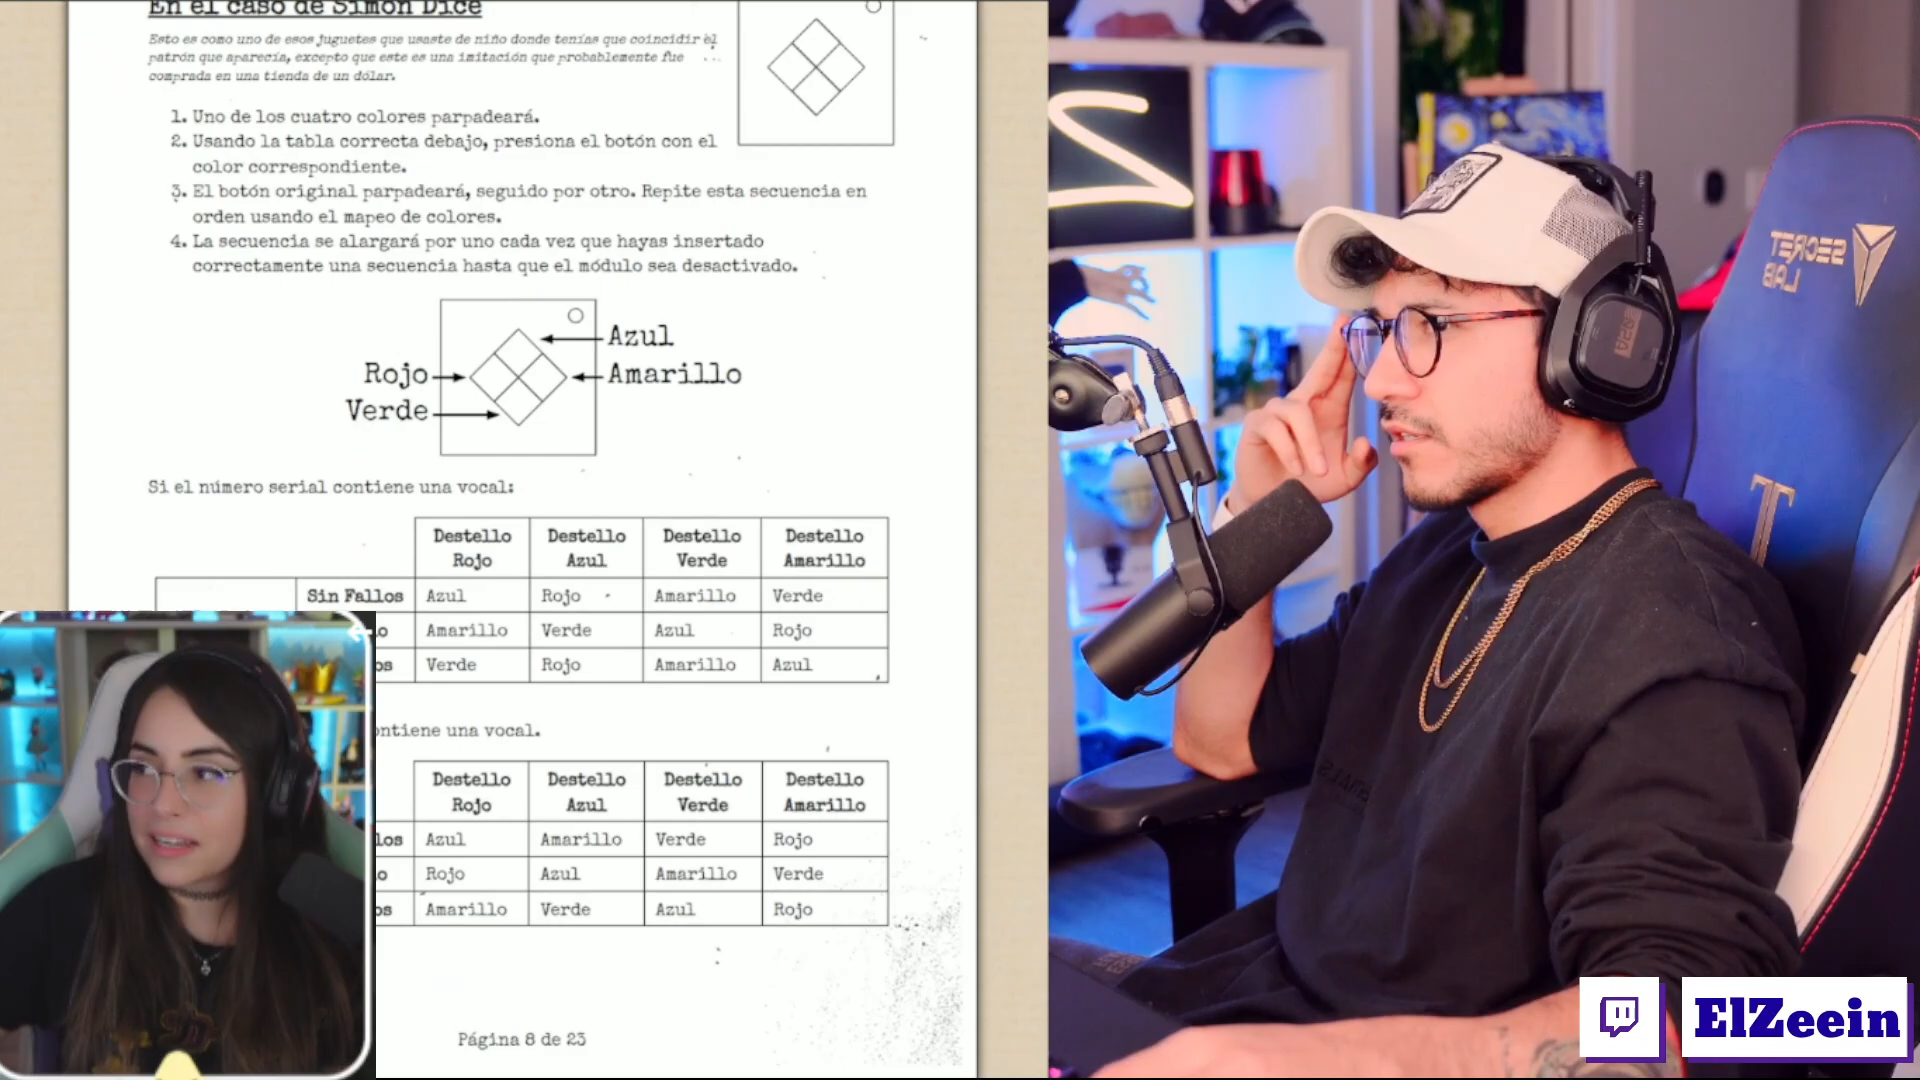 En el caso de Simon Dice
Esto es como uno de esos juguetes que usaste de niño donde tenías que coincidir el
patrón que aparecía, excepto que este es una imitación que probablemente fue
comprada en una tienda de un dólar.
1. Uno de los cuatro colores parpadeará.
2. Usando la tabla correcta debajo, presiona el botón con el
color correspondiente.
3. El botón original parpadeará, seguido por otro. Repite esta secuencia en
orden usando el mapeo de colores.
4. La secuencia se alargará por uno cada vez que hayas insertado
correctamente una secuencia hasta que el módulo sea desactivado.
Azul
Rojo
Amarillo
Verde
Si el número serial contiene una vocal:
Destello Rojo Destello Azul Destello Verde Destello Amarillo
Sin Fallos Azul Rojo Amarillo Verde
o Amarillo Verde Azul Rojo
s Verde Rojo Amarillo Azul
ontiene una vocal.
Destello Rojo Destello Azul Destello Verde Destello Amarillo
los Azul Amarillo Verde Rojo
o Rojo Azul Amarillo Verde
os Amarillo Verde Azul Rojo
Página 8 de 23
SECRET
LAB
ElZeein